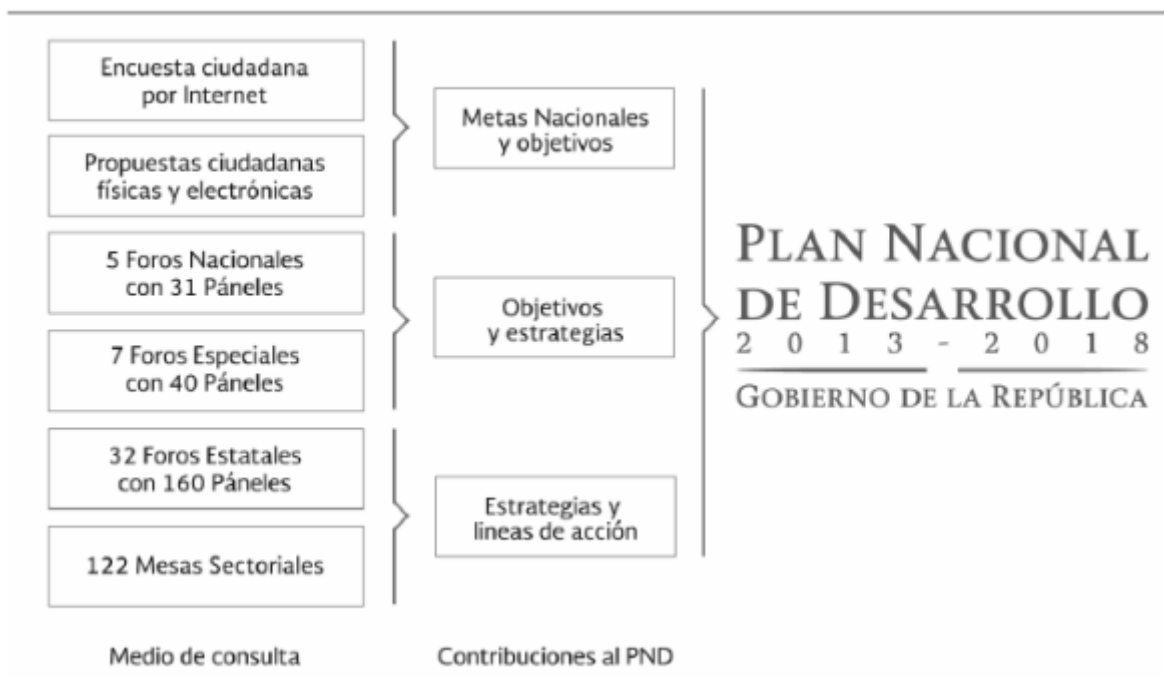 Encuesta ciudadana
por Internet
Propuestas ciudadanas
físicas y electrónicas
5 Foros Nacionales
con 31 Páneles
7 Foros Especiales
con 40 Páneles
32 Foros Estatales
con 160 Páneles
122 Mesas Sectoriales
Medio de consulta
Metas Nacionales
y objetivos
Objetivos
y estrategias
Estrategias y
lineas de acción
Contribuciones al PND
PLAN NACIONAL
DE DESARROLLO
2013-2018
GOBIERNO DE LA REPÚBLICA